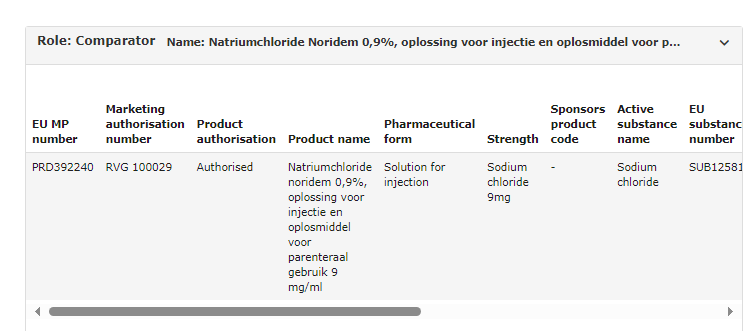 Role: Comparator Name: Natriumchloride Noridem 0,9%, oplossing voor injectie en oplosmiddel voor p...
EU MP number
Marketing authorisation number
Product authorisation
Product name
Pharmaceutical form
Strength
Sponsors product code
Active substance name
EU substanc number
PRD392240
RVG 100029
Authorised
Natriumchloride
noridem 0,9%,
oplossing voor
injectie en
oplosmiddel
voor
parenteraal
gebruik 9
mg/ml
Solution for
injection
Sodium
chloride
9mg
-
Sodium
chloride
SUB12581